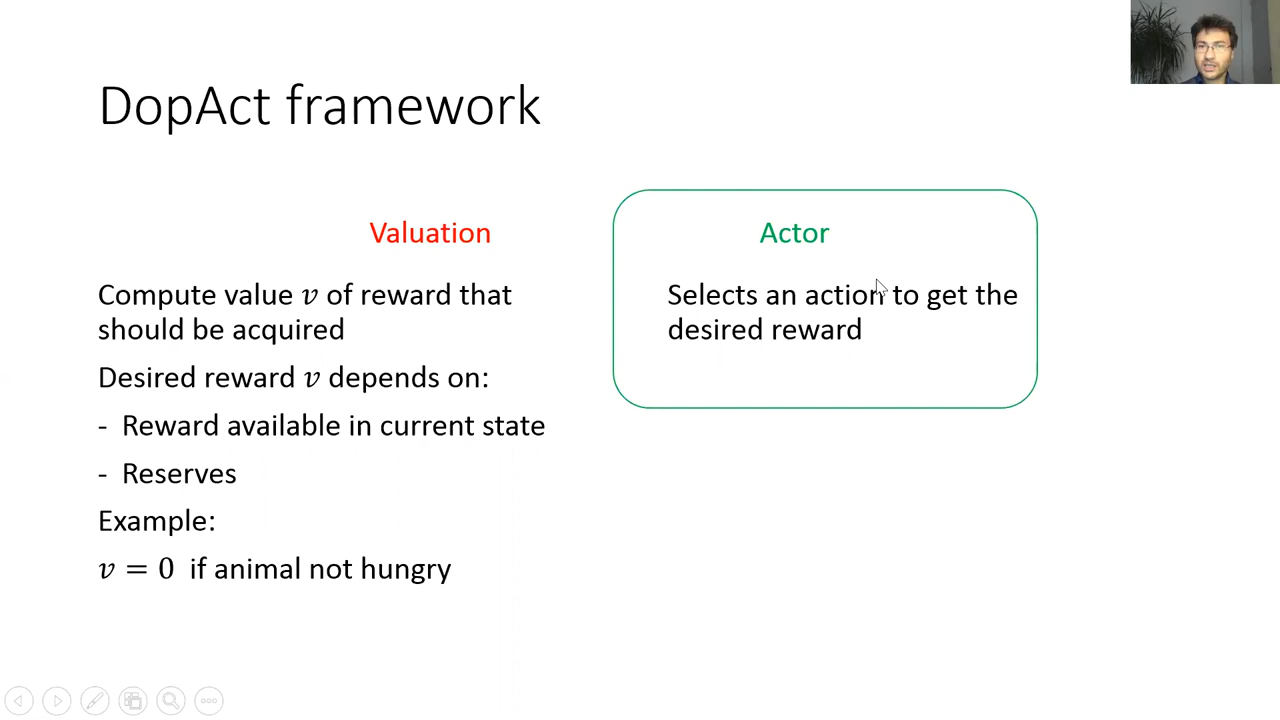 DopAct framework
Valuation
Compute value v of reward that
should be acquired
Desired reward v depends on:
- Reward available in current state
- Reserves
Example:
v = 0 if animal not hungry
Actor
Selects an action to get the
desired reward